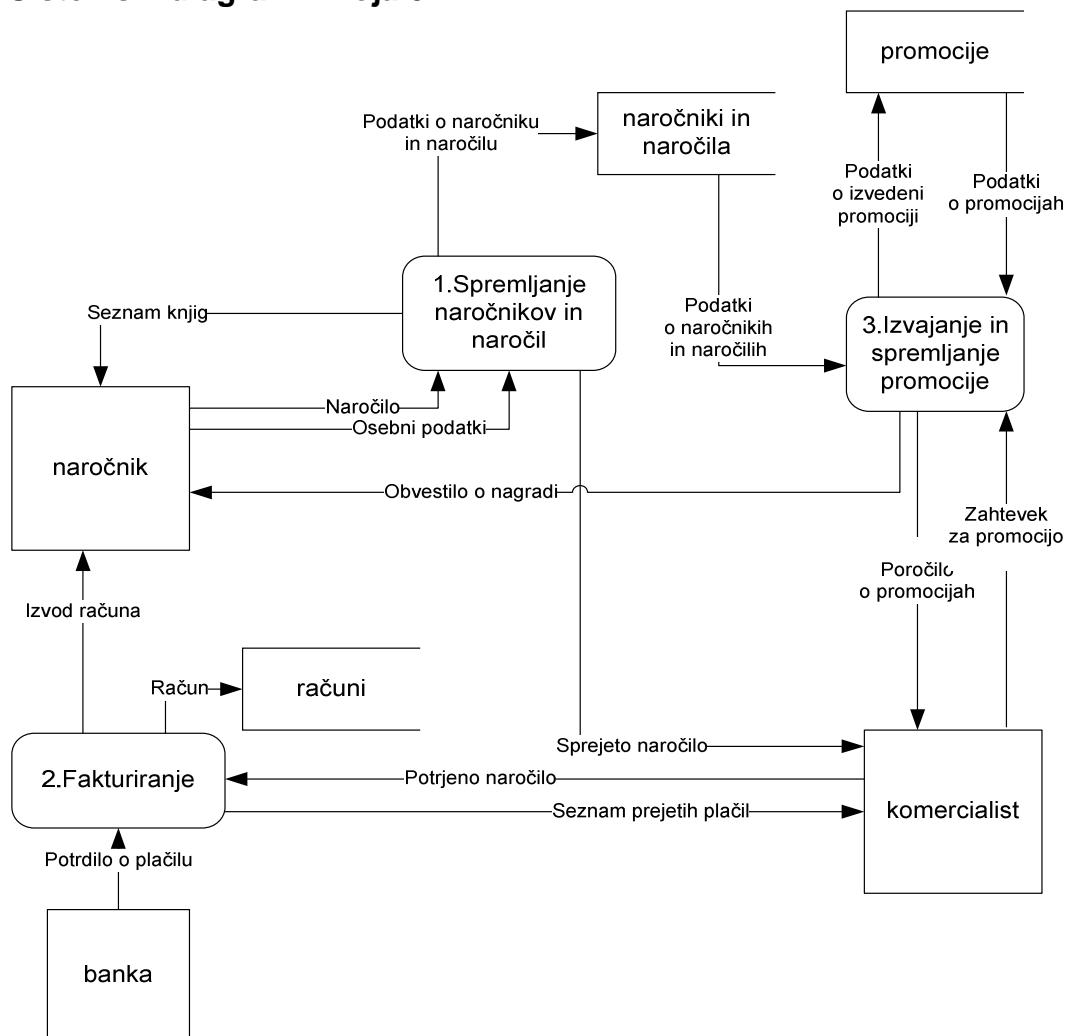 promocije
Podatki o naročniku
in naročilu
naročniki in
naročila
Podatki
o izvedeni
promociji
Podatki
o promocijah
1.Spremljanje
naročnikov in
naročil
Seznam knjig
Podatki
o naročnikih
in naročilih
3.Izvajanje in
spremljanje
promocije
Naročilo
Osebni podatki
naročnik
Obvestilo o nagradi
Zahtevek
za promocijo
Poročilo
o promocijah
Izvod računa
Račun
računi
Sprejeto naročilo
2.Fakturiranje
Potrjeno naročilo
Seznam prejetih plačil
komercialist
Potrdilo o plačilu
banka